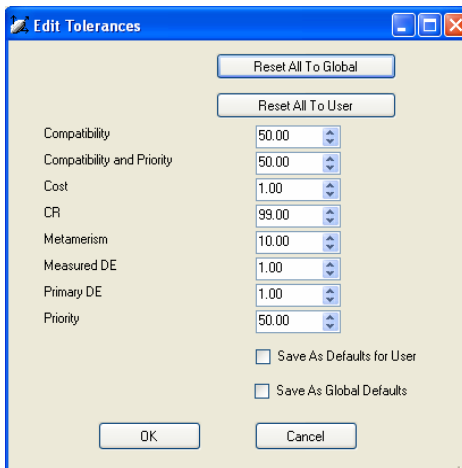 Edit Tolerances
Reset All To Global
Reset All To User
Compatibility 50.00
Compatibility and Priority 50.00
Cost 1.00
CR 99.00
Metamerism 10.00
Measured DE 1.00
Primary DE 1.00
Priority 50.00
Save As Defaults for User
Save As Global Defaults
OK Cancel